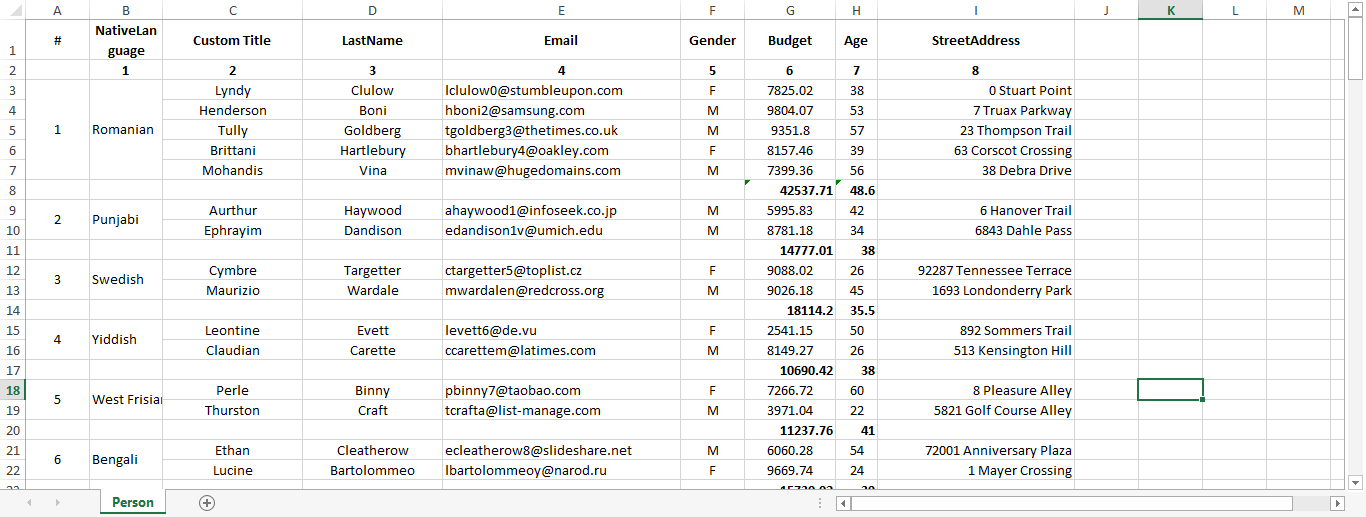 A B C D E F G H I J K L M
1 # NativeLan guage Custom Title LastName Email Gender Budget Age StreetAddress
2 1 2 3 4 5 6 7 8
3 Lyndy Clulow lclulow0@stumbleupon.com F 7825.02 38 0 Stuart Point
4 Henderson Boni hboni2@samsung.com M 9804.07 53 7 Truax Parkway
5 1 Romanian Tully Goldberg tgoldberg3@thetimes.co.uk M 9351.8 57 23 Thompson Trail
6 Brittani Hartlebury bhartlebury4@oakley.com F 8157.46 39 63 Corscot Crossing
7 Mohandis Vina mvinaw@hugedomains.com M 7399.36 56 38 Debra Drive
8 42537.71 48.6
9 2 Punjabi Aurthur Haywood ahaywood1@infoseek.co.jp M 5995.83 42 6 Hanover Trail
10 Ephrayim Dandison edandison1v@umich.edu M 8781.18 34 6843 Dahle Pass
11 14777.01 38
12 3 Swedish Cymbre Targetter ctargetter5@toplist.cz F 9088.02 26 92287 Tennessee Terrace
13 Maurizio Wardale mwardalen@redcross.org M 9026.18 45 1693 Londonderry Park
14 18114.2 35.5
15 4 Yiddish Leontine Evett levett6@de.vu F 2541.15 50 892 Sommers Trail
16 Claudian Carette ccarettem@latimes.com M 8149.27 26 513 Kensington Hill
17 10690.42 38
18 5 West Frisia Perle Binny pbinny7@taobao.com F 7266.72 60 8 Pleasure Alley
19 Thurston Craft tcrafta@list-manage.com M 3971.04 22 5821 Golf Course Alley
20 11237.76 41
21 6 Bengali Ethan Cleatherow ecleatherow8@slideshare.net M 6060.28 54 72001 Anniversary Plaza
22 Lucine Bartolommeo lbartolommeoy@narod.ru F 9669.74 24 1 Mayer Crossing
Person